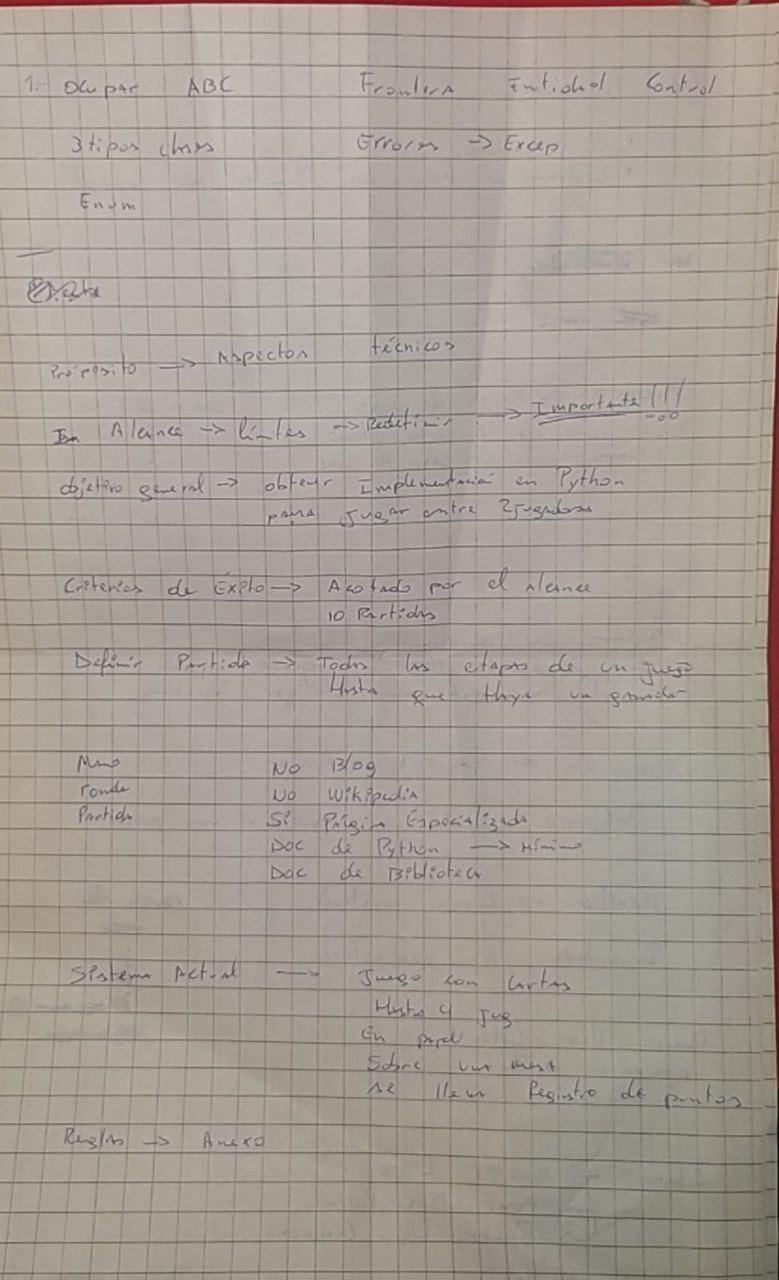 1.- Ocupar ABC Frontera Entidad Control
3 tipos clases Errores -> Excep
Enum
Propósito -> Aspectos técnicos
En Alcance -> límites -> Redefinir -> Importante!!!
objetivo general -> obtener Implementación en Python
para jugar entre 2 jugadores
Criterios de Éxito -> Acotado por el alcance
10 Partidas
Definir Partida -> Todas las etapas de un juego
Hasta que Haya un ganador
Mano No Blog
ronda No Wikipedia
Partida Si Página Especializada
Doc de Python -> Mínimo
Doc de Biblioteca
Sistema Actual -> Juego con Cartas
Hasta 4 jug
En papel
Sobre una mesa
se lleva Registro de puntos
Reglas -> Anexo